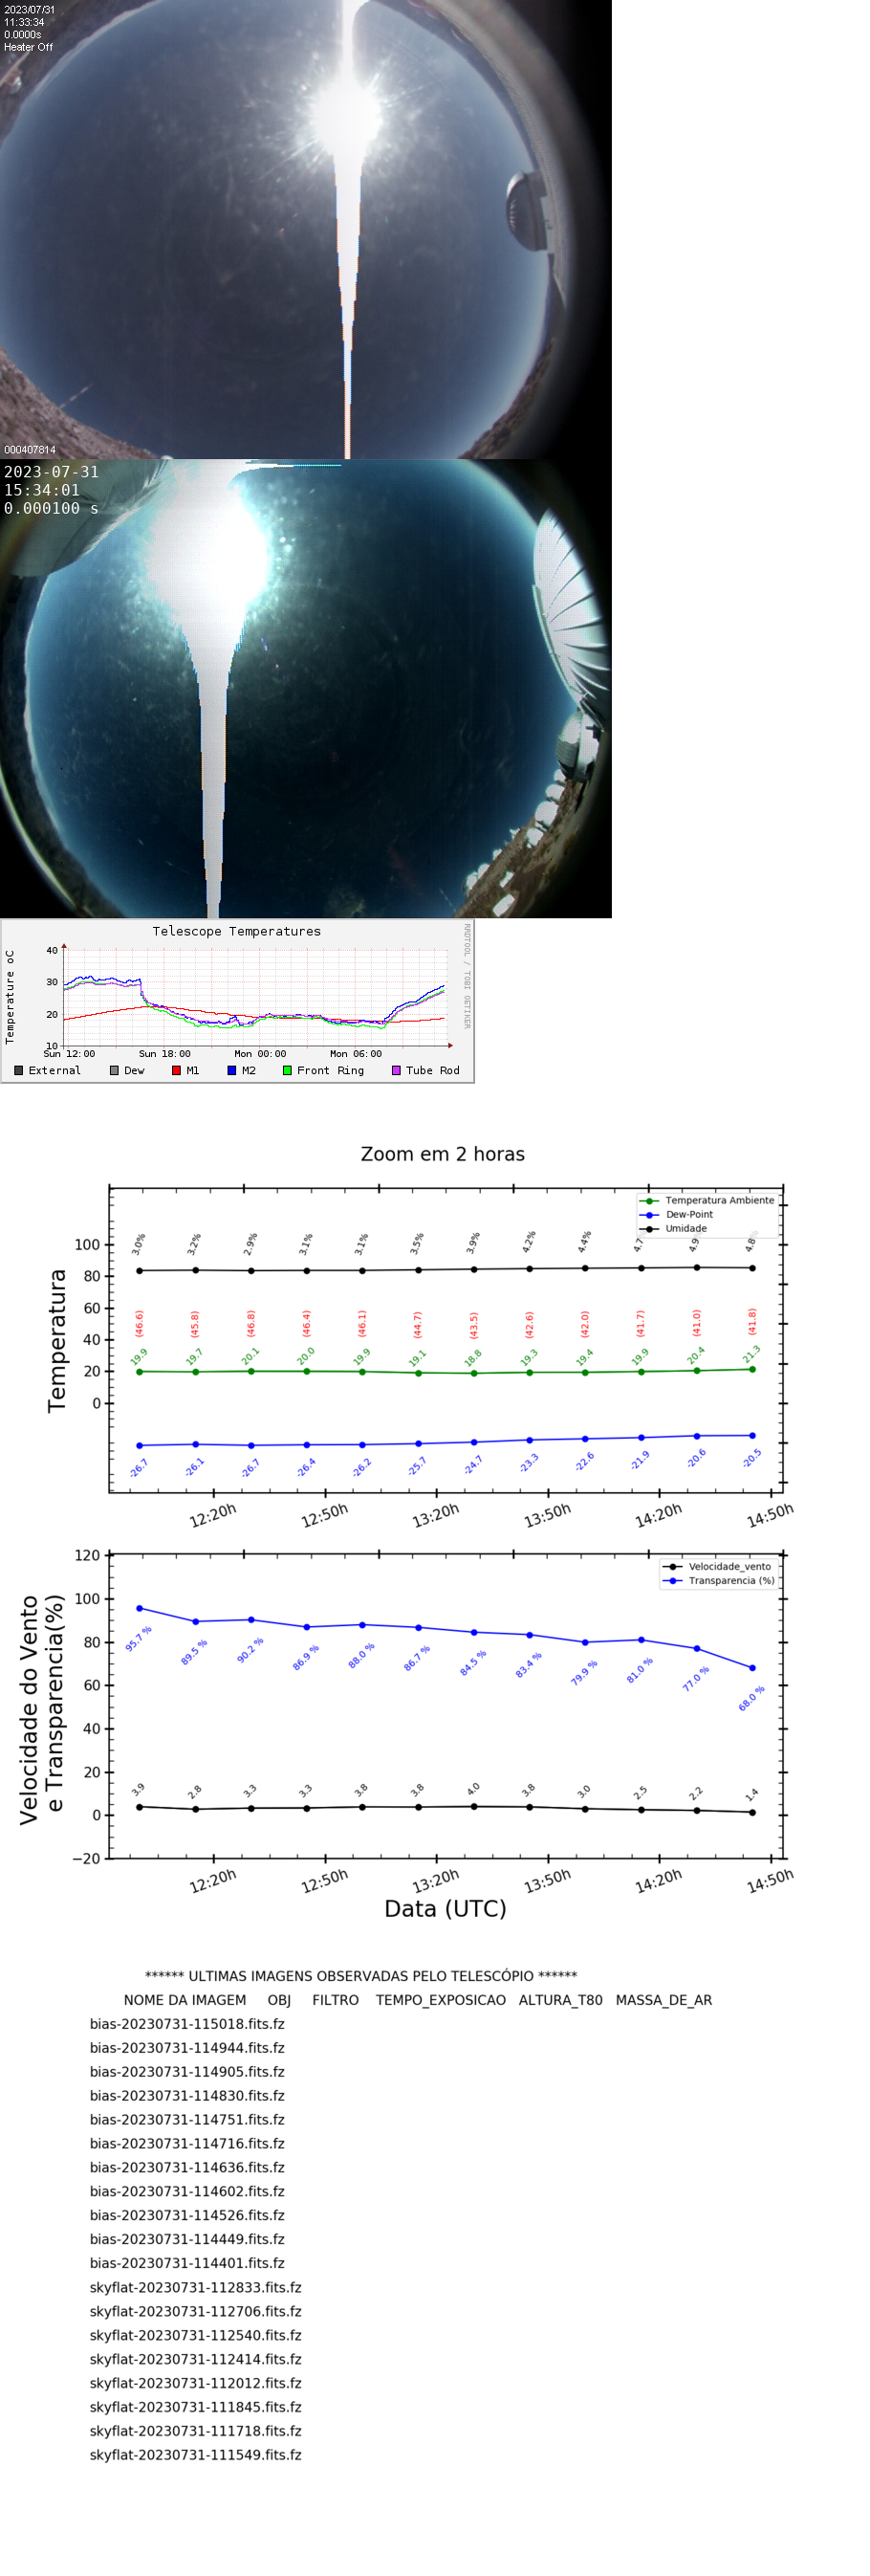 2023/07/31
11:33:34
0.0000s
Heater Off
000407814
2023-07-31
15:34:01
0.000100 s
Telescope Temperatures
RRDTOOL / TOBI OETIKER
Temperature oC
40
30
20
10
Sun 12:00 Sun 18:00 Mon 00:00 Mon 06:00
External Dew M1 M2 Front Ring Tube Rod
Zoom em 2 horas
Temperatura Ambiente
Dew-Point
Umidade
Temperatura
100
80
60
40
20
0
3.0% 3.2% 2.9% 3.1% 3.1% 3.5% 3.9% 4.2% 4.4% 4.7 4.9 4.8
(46.6) (45.8) (46.8) (46.4) (46.1) (44.7) (43.5) (42.6) (42.0) (41.7) (41.0) (41.8)
19.9 19.7 20.1 20.0 19.9 19.1 18.8 19.3 19.4 19.9 20.4 21.3
-26.7 -26.1 -26.7 -26.4 -26.2 -25.7 -24.7 -23.3 -22.6 -21.9 -20.6 -20.5
12:20h 12:50h 13:20h 13:50h 14:20h 14:50h
Velocidade_vento
Transparencia (%)
Velocidade do Vento
e Transparencia(%)
120
100
80
60
40
20
0
−20
95.7 % 89.5 % 90.2 % 86.9 % 88.0 % 86.7 % 84.5 % 83.4 % 79.9 % 81.0 % 77.0 % 68.0 %
3.9 2.8 3.3 3.3 3.8 3.8 4.0 3.8 3.0 2.5 2.2 1.4
12:20h 12:50h 13:20h 13:50h 14:20h 14:50h
Data (UTC)
****** ULTIMAS IMAGENS OBSERVADAS PELO TELESCÓPIO ******
NOME DA IMAGEM OBJ FILTRO TEMPO_EXPOSICAO ALTURA_T80 MASSA_DE_AR
bias-20230731-115018.fits.fz
bias-20230731-114944.fits.fz
bias-20230731-114905.fits.fz
bias-20230731-114830.fits.fz
bias-20230731-114751.fits.fz
bias-20230731-114716.fits.fz
bias-20230731-114636.fits.fz
bias-20230731-114602.fits.fz
bias-20230731-114526.fits.fz
bias-20230731-114449.fits.fz
bias-20230731-114401.fits.fz
skyflat-20230731-112833.fits.fz
skyflat-20230731-112706.fits.fz
skyflat-20230731-112540.fits.fz
skyflat-20230731-112414.fits.fz
skyflat-20230731-112012.fits.fz
skyflat-20230731-111845.fits.fz
skyflat-20230731-111718.fits.fz
skyflat-20230731-111549.fits.fz